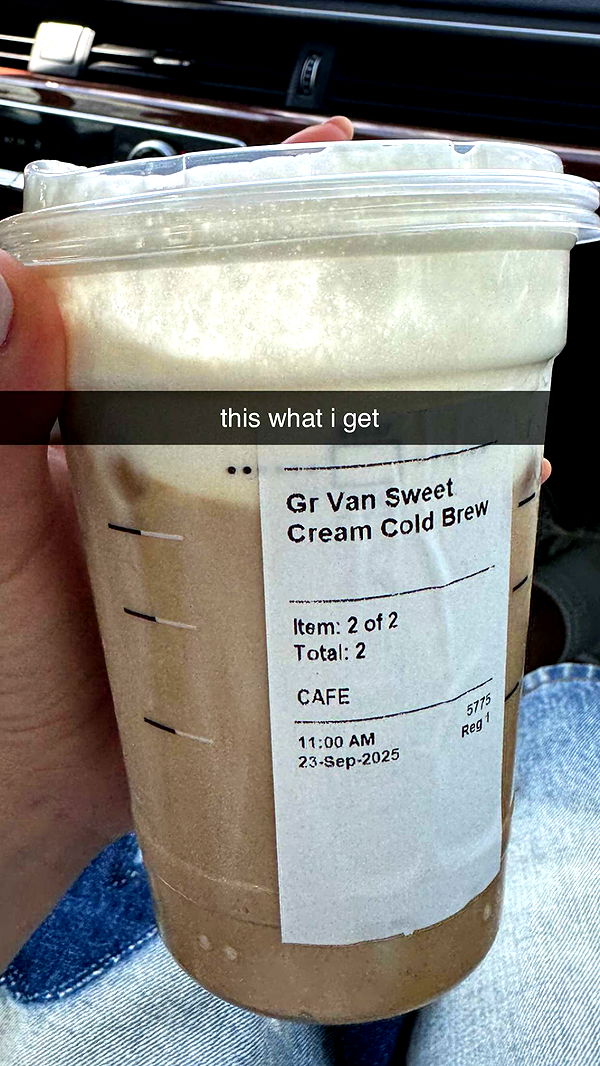 this what i get
Gr Van Sweet
Cream Cold Brew
Item: 2 of 2
Total: 2
CAFE
5775
Reg 1
11:00 AM
23-Sep-2025